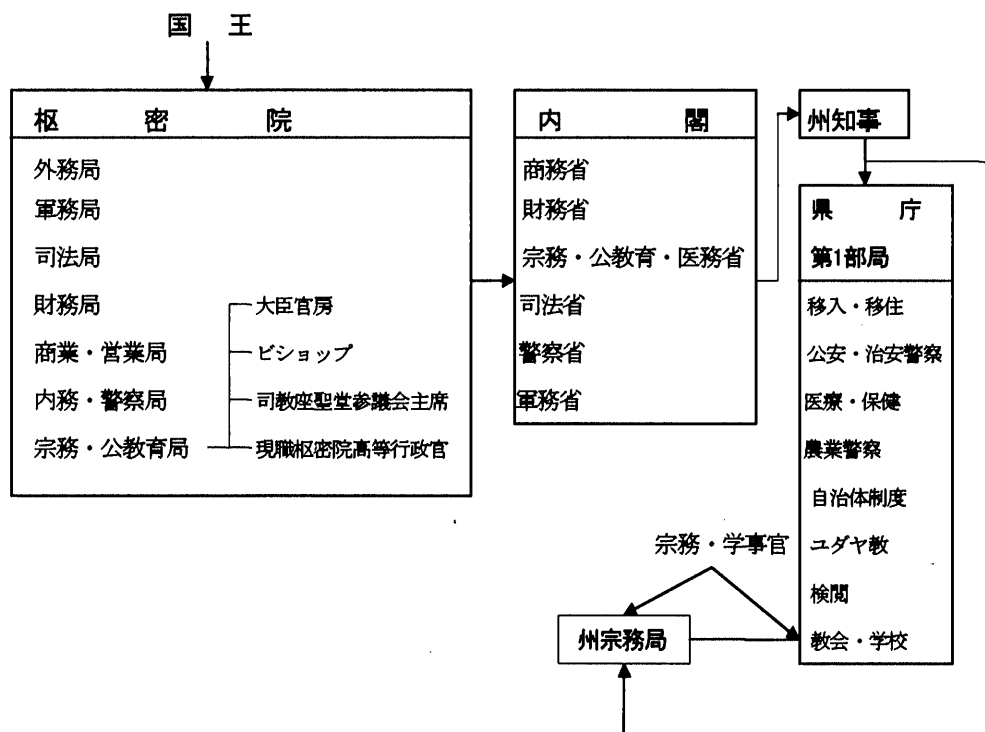 国 王
枢 密 院
外務局
軍務局
司法局
財務局
商業・営業局
内務・警察局
宗務・公教育局
大臣官房
ビショップ
司教座聖堂参議会主席
現職枢密院高等行政官
内 閣
商務省
財務省
宗務・公教育・医務省
司法省
警察省
軍務省
州知事
県 庁
第1部局
移入・移住
公安・治安警察
医療・保健
農業警察
自治体制度
ユダヤ教
検閲
教会・学校
宗務・学事官
州宗務局